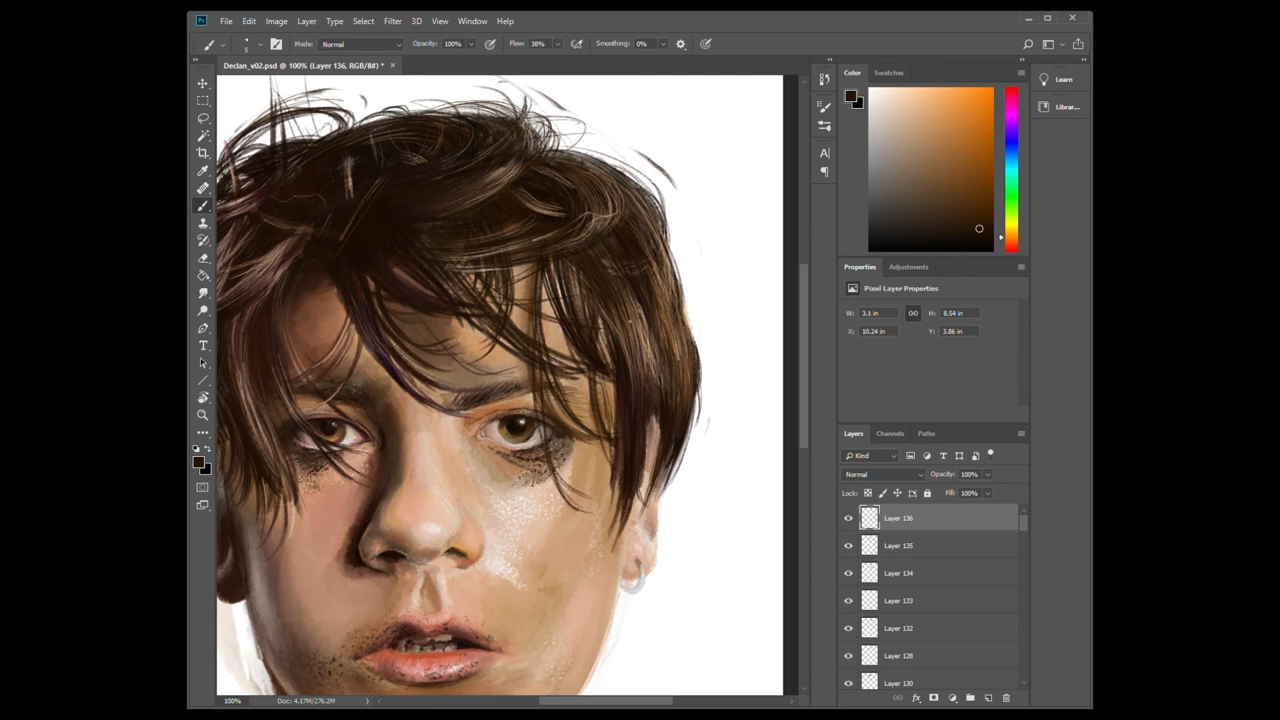 Ps File Edit Image Layer Type Select Filter 3D View Window Help
5 Mode: Normal Opacity: 100% Flow: 38% Smoothing: 0%
Declan_v02.psd @ 100% (Layer 136, RGB/8#) *
Color Swatches
Learn
Librar...
Properties Adjustments
Pixel Layer Properties
W: 3.1 in H: 8.54 in
X: 10.24 in Y: 3.86 in
Layers Channels Paths
Kind
Normal Opacity: 100%
Lock: Fill: 100%
Layer 136
Layer 135
Layer 134
Layer 133
Layer 132
Layer 128
Layer 130
100% Doc: 4.17M/276.2M